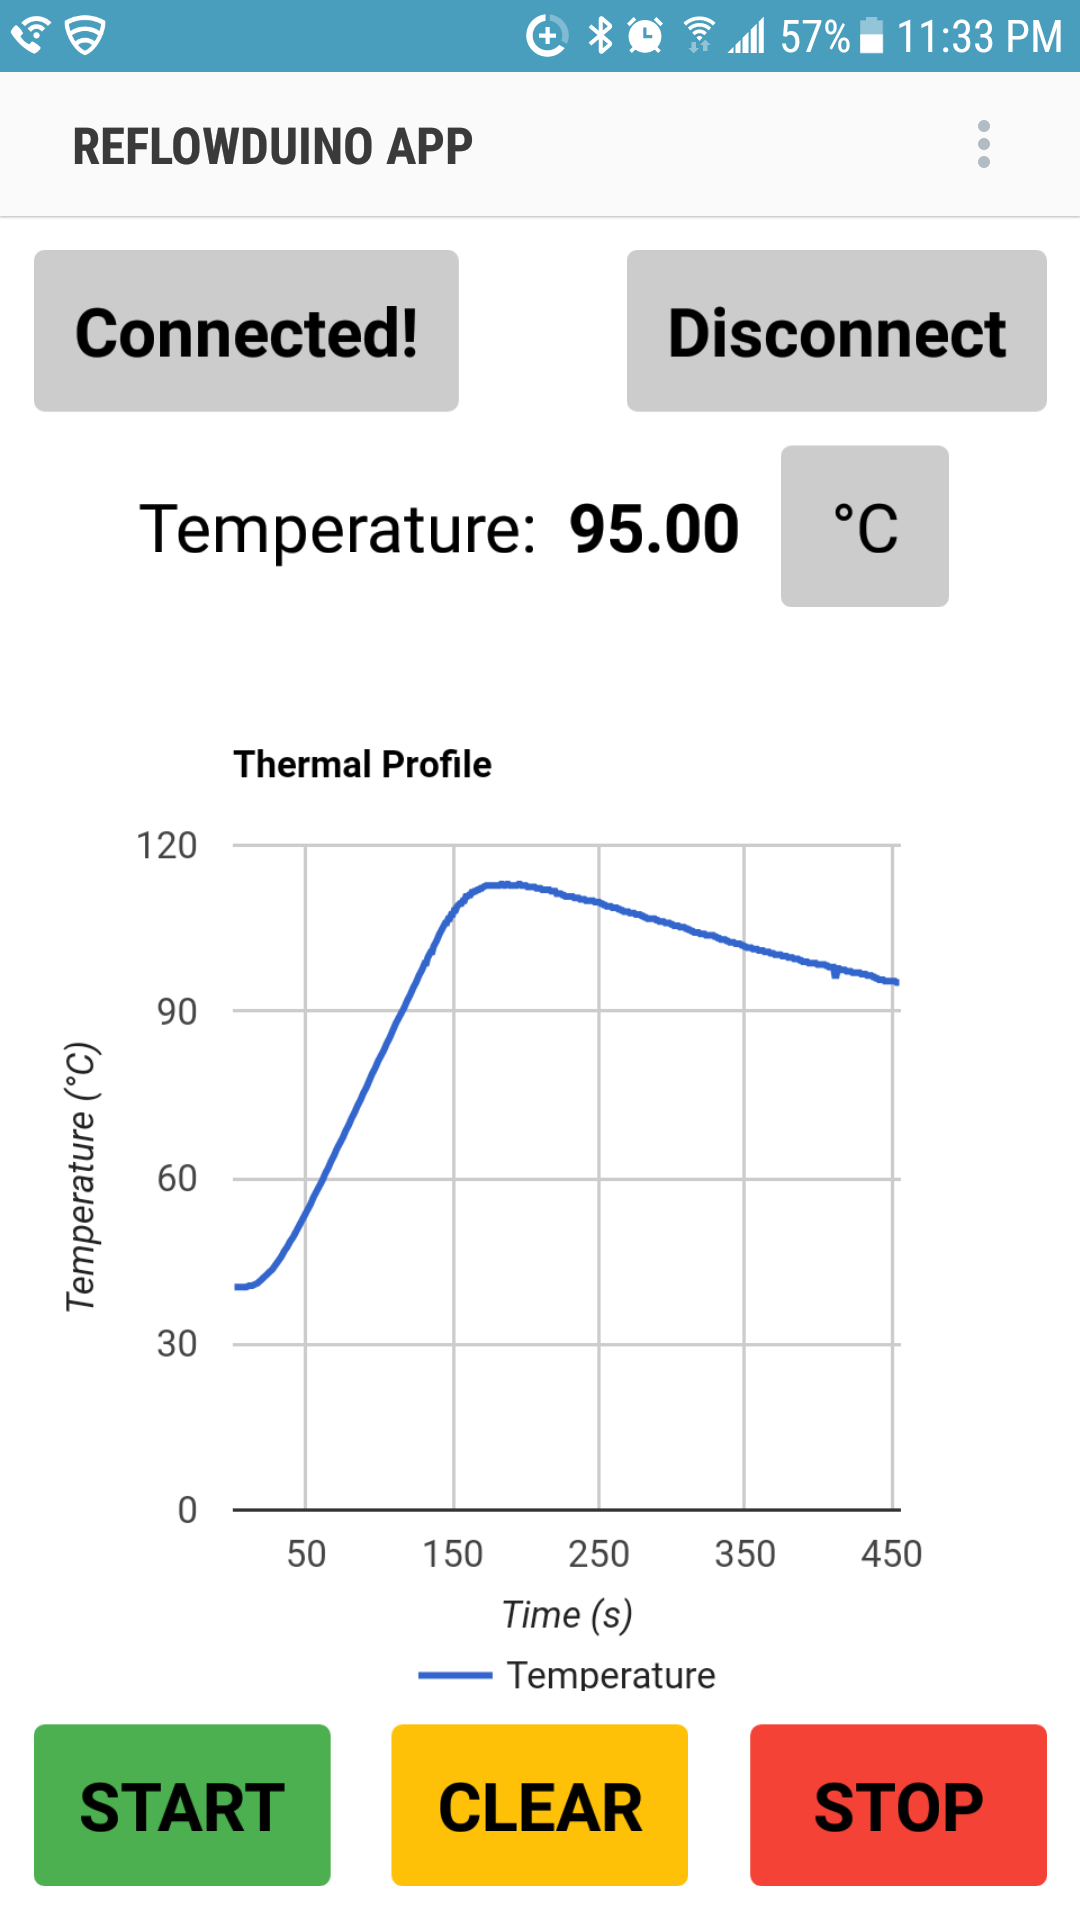 57% 11:33 PM
REFLOWDUINO APP
Connected! Disconnect
Temperature: 95.00 °C
Thermal Profile
120
90
60
30
0
Temperature (°C)
50 150 250 350 450
Time (s)
Temperature
START CLEAR STOP